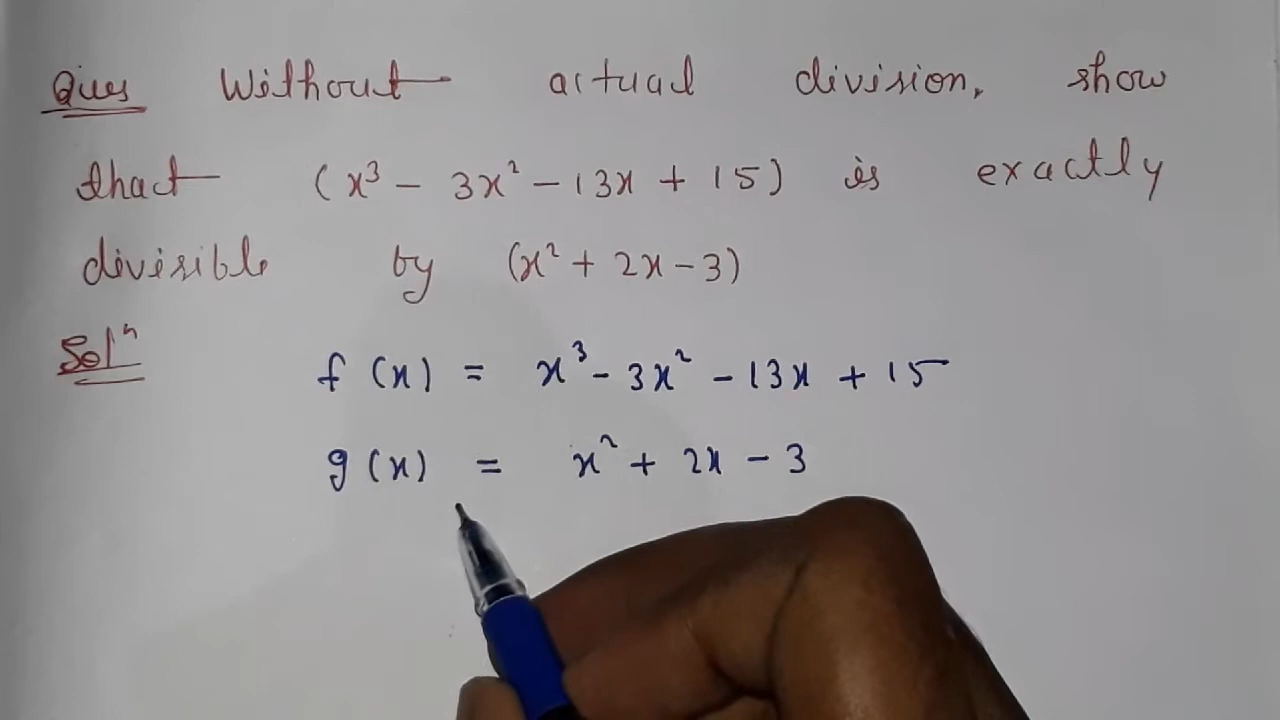 Ques Without actual division, show
that (x³ - 3x² - 13x + 15) is exactly
divisible by (x² + 2x - 3)
Solⁿ f(x) = x³ - 3x² - 13x + 15
g(x) = x² + 2x - 3